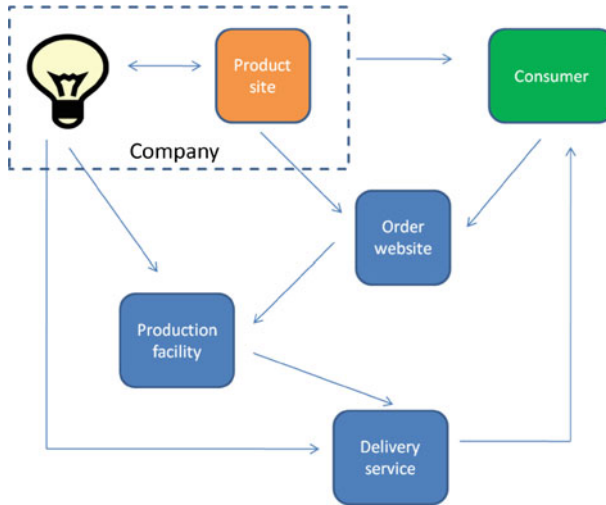 Product
site
Consumer
Company
Order
website
Production
facility
Delivery
service